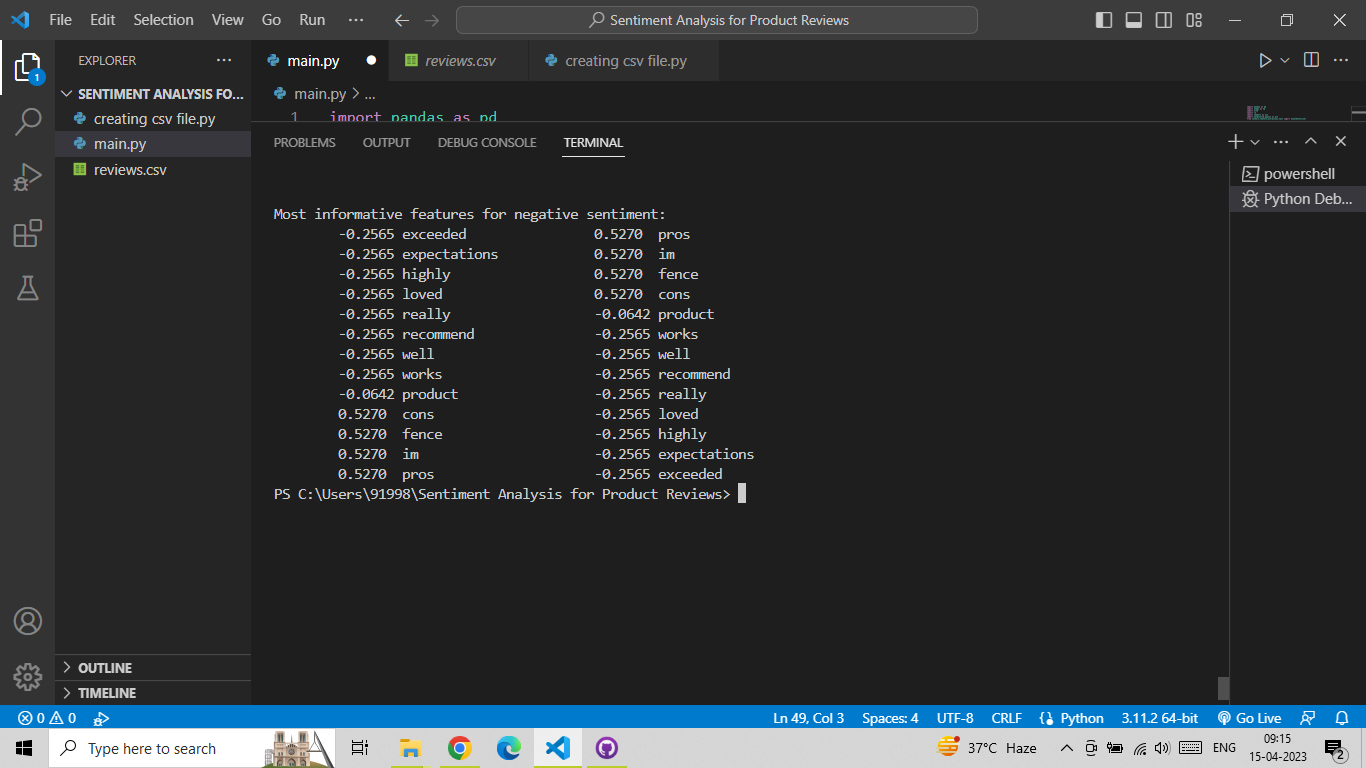 File Edit Selection View Go Run ··· Sentiment Analysis for Product Reviews
EXPLORER ···
main.py reviews.csv creating csv file.py
SENTIMENT ANALYSIS FO...
creating csv file.py
main.py
reviews.csv
OUTLINE
TIMELINE
main.py > ...
1 import pandas as pd
PROBLEMS OUTPUT DEBUG CONSOLE TERMINAL
powershell
Python Deb...
Most informative features for negative sentiment:
-0.2565 exceeded 0.5270 pros
-0.2565 expectations 0.5270 im
-0.2565 highly 0.5270 fence
-0.2565 loved 0.5270 cons
-0.2565 really -0.0642 product
-0.2565 recommend -0.2565 works
-0.2565 well -0.2565 well
-0.2565 works -0.2565 recommend
-0.0642 product -0.2565 really
0.5270 cons -0.2565 loved
0.5270 fence -0.2565 highly
0.5270 im -0.2565 expectations
0.5270 pros -0.2565 exceeded
PS C:\Users\91998\Sentiment Analysis for Product Reviews>
1
0 0 Ln 49, Col 3 Spaces: 4 UTF-8 CRLF Python 3.11.2 64-bit Go Live
Type here to search 37°C Haze ENG 09:15
15-04-2023 2